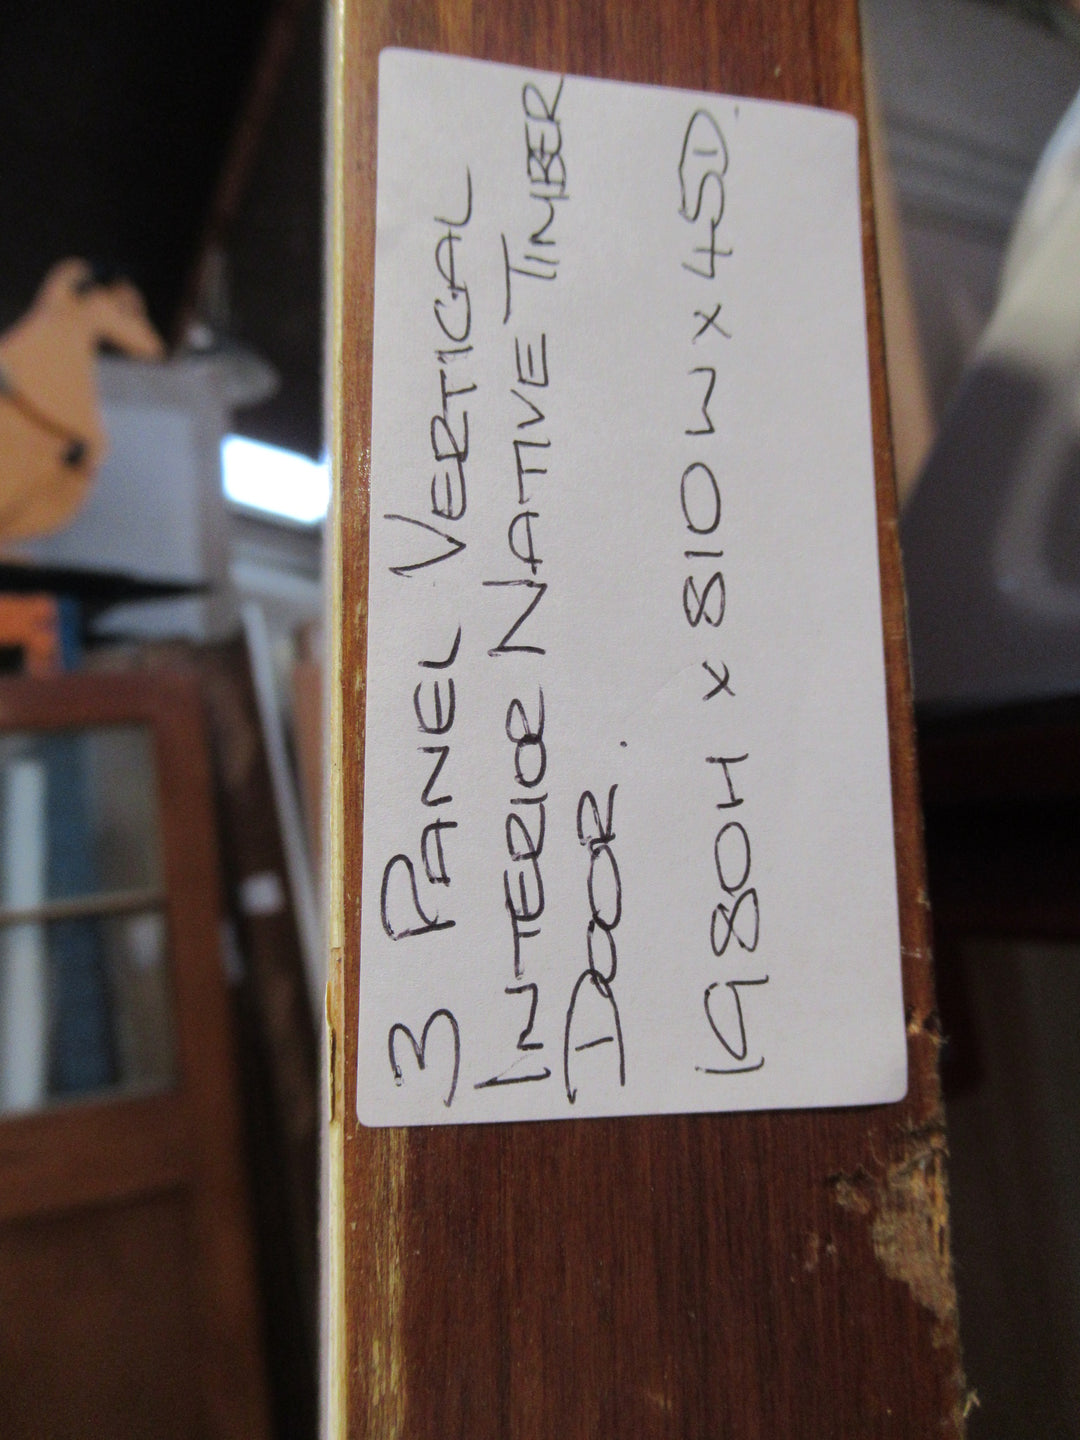 3 PANEL VERTICAL
INTERIOR NATIVE TIMBER
DOOR.
1980H x 810W x 45D.